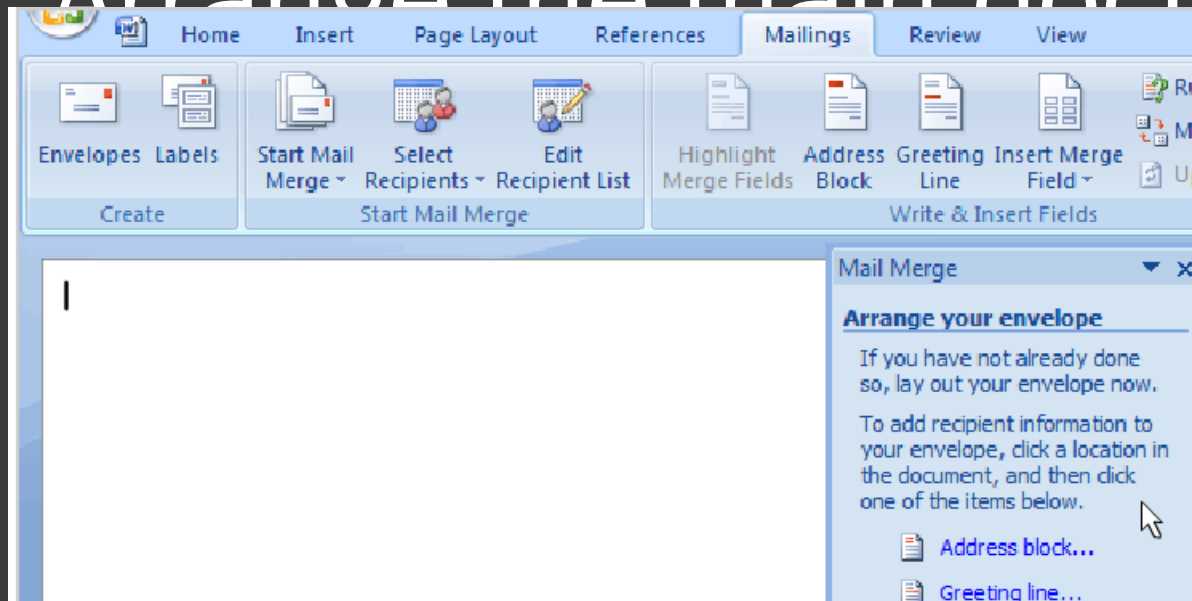 Arrange the main doc
Home Insert Page Layout References Mailings Review View
Envelopes Labels Start Mail Merge Select Recipients Edit Recipient List Highlight Merge Fields Address Block Greeting Line Insert Merge Field
Create Start Mail Merge Write & Insert Fields
Mail Merge
Arrange your envelope
If you have not already done
so, lay out your envelope now.
To add recipient information to
your envelope, click a location in
the document, and then click
one of the items below.
Address block...
Greeting line...